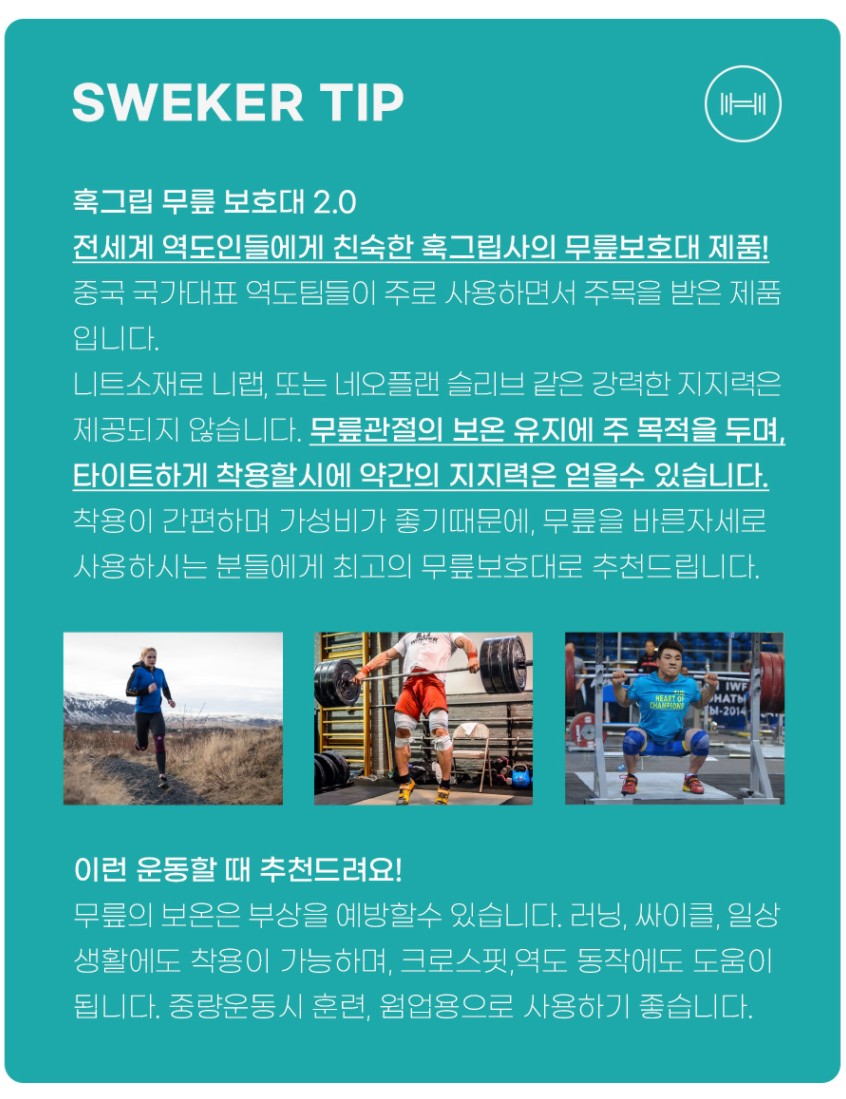 SWEKER TIP
훅그립 무릎 보호대 2.0
전세계 역도인들에게 친숙한 훅그립사의 무릎보호대 제품!
중국 국가대표 역도팀들이 주로 사용하면서 주목을 받은 제품
입니다.
니트소재로 니랩, 또는 네오플랜 슬리브 같은 강력한 지지력은
제공되지 않습니다. 무릎관절의 보온 유지에 주 목적을 두며,
타이트하게 착용할시에 약간의 지지력은 얻을수 있습니다.
착용이 간편하며 가성비가 좋기때문에, 무릎을 바른자세로
사용하시는 분들에게 최고의 무릎보호대로 추천드립니다.
THE
HEART OF
CHAMPIONS
IWF
НАТЫ
Ы-2014
이런 운동할 때 추천드려요!
무릎의 보온은 부상을 예방할수 있습니다. 러닝, 싸이클, 일상
생활에도 착용이 가능하며, 크로스핏,역도 동작에도 도움이
됩니다. 중량운동시 훈련, 웜업용으로 사용하기 좋습니다.